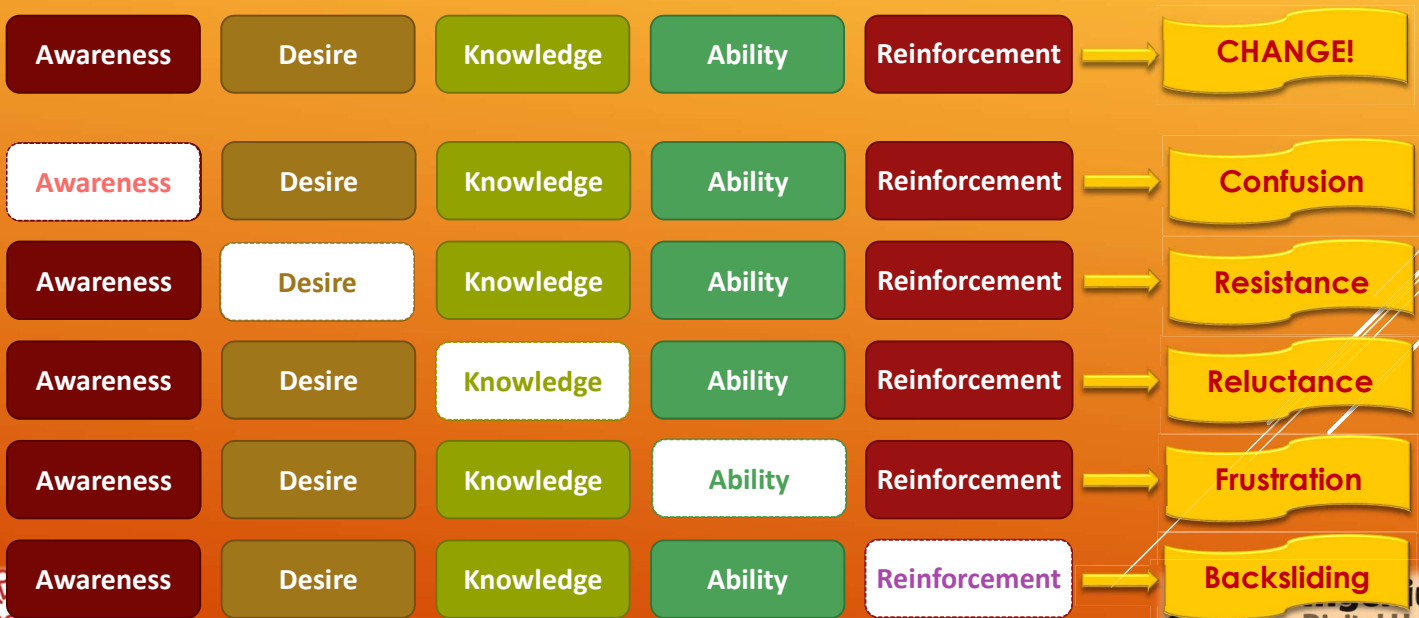 Awareness Desire Knowledge Ability Reinforcement CHANGE!
Awareness Desire Knowledge Ability Reinforcement Confusion
Awareness Desire Knowledge Ability Reinforcement Resistance
Awareness Desire Knowledge Ability Reinforcement Reluctance
Awareness Desire Knowledge Ability Reinforcement Frustration
Awareness Desire Knowledge Ability Reinforcement Backsliding